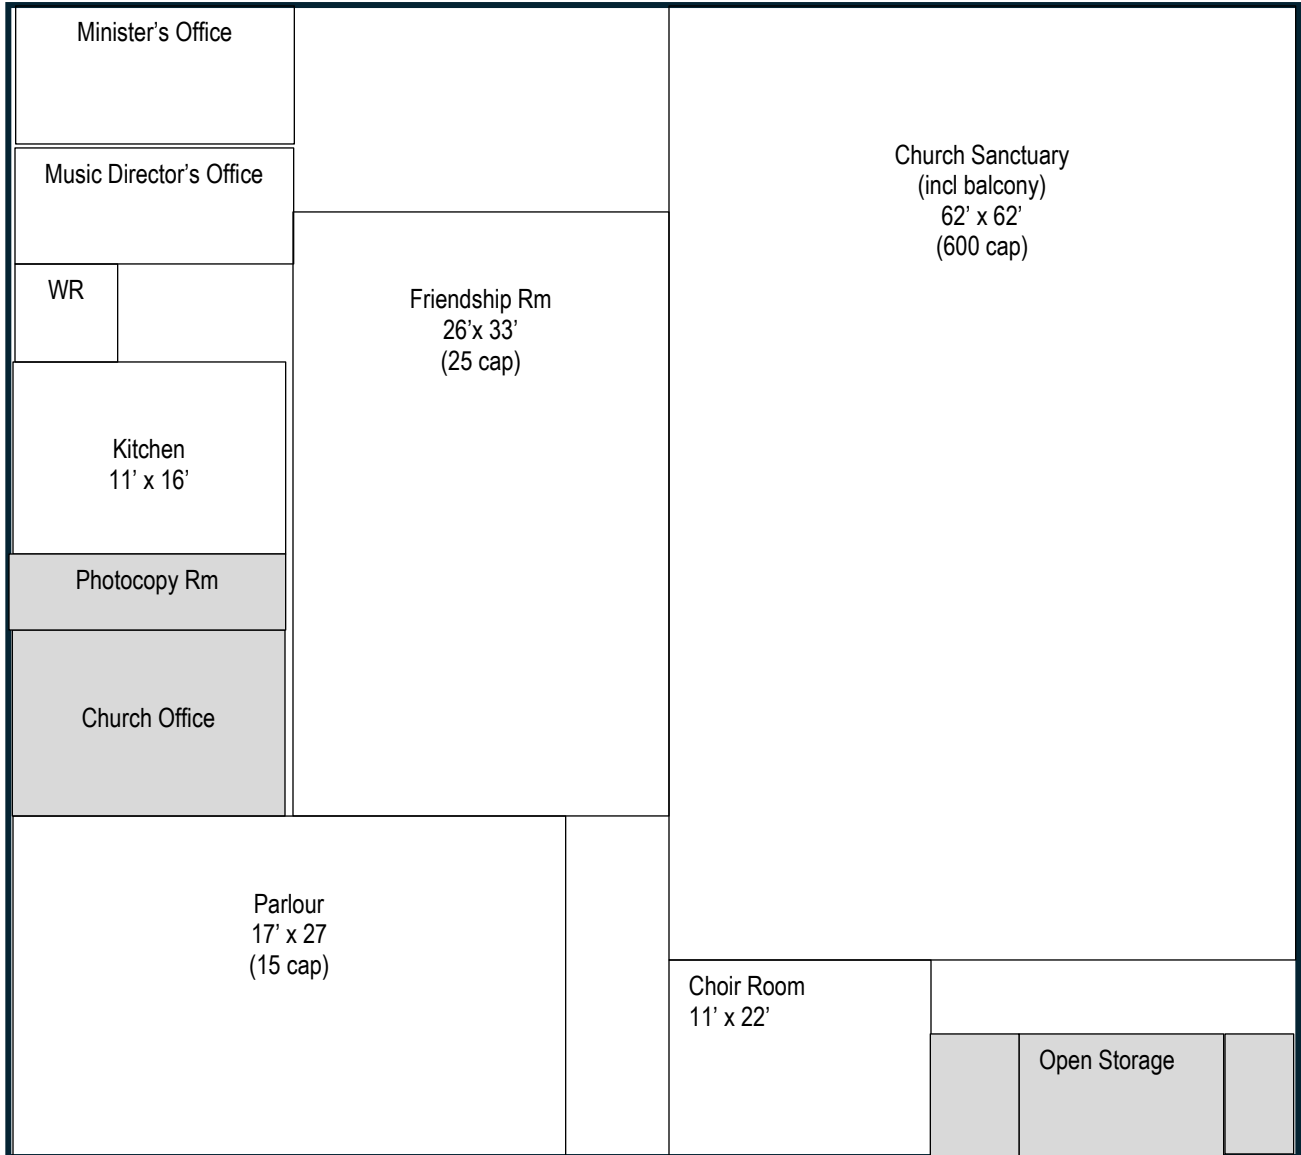 Minister’s Office
Music Director’s Office
WR
Kitchen
11’ x 16’
Photocopy Rm
Church Office
Friendship Rm
26’x 33’
(25 cap)
Church Sanctuary
(incl balcony)
62’ x 62’
(600 cap)
Parlour
17’ x 27
(15 cap)
Choir Room
11’ x 22’
Open Storage